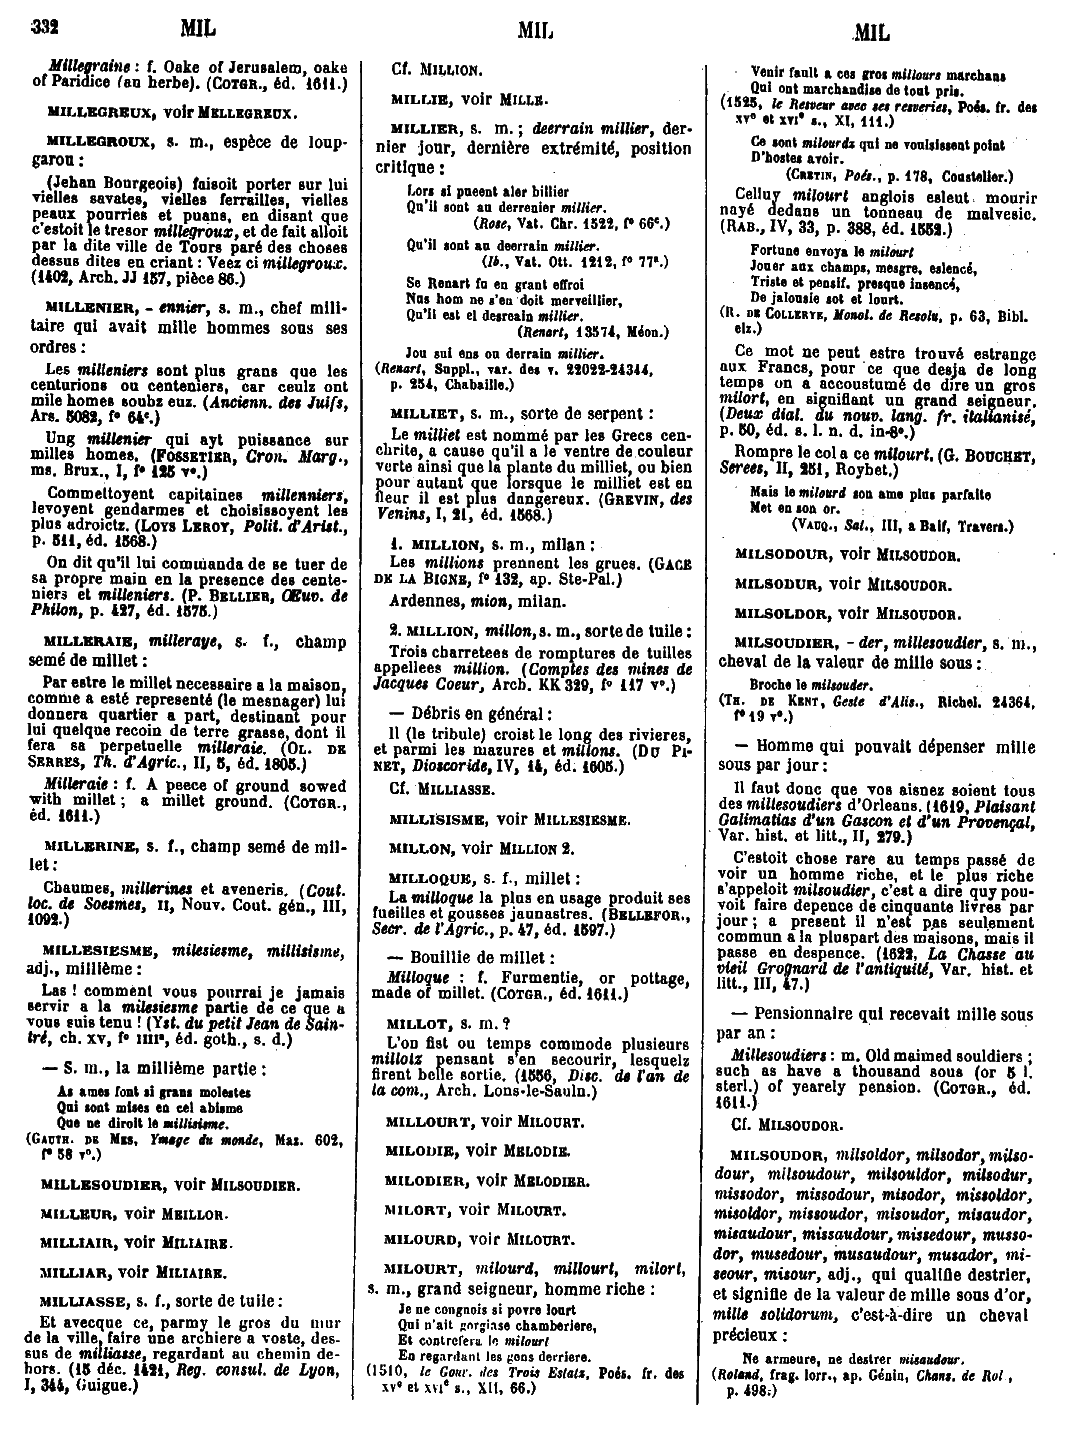 332 MIL MIL MIL
Millegraine : f. Oake of Jerusalem, oake
of Paridice (an herbe). (COTGR., éd. 1611.)
MILLEGREUX, voir MELLEGREUX.
MILLEGROUX, s. m., espèce de loup-
garou :
(Jehan Bourgeois) faisoit porter sur lui
vielles savates, vielles ferrailles, vielles
peaux pourries et puans, en disant que
c'estoit le tresor millegroux, et de fait alloit
par la dite ville de Tours paré des choses
dessus dites en criant : Veez ci millegroux.
(1402, Arch. JJ 157, pièce 86.)
MILLENIER, - ennier, s. m., chef mili-
taire qui avait mille hommes sous ses
ordres :
Les milleniers sont plus grans que les
centurions ou centeniers, car ceulz ont
mile homes soubz euz. (Ancienn. des Juifs,
Ars. 5082, f° 64ᶜ.)
Ung millenier qui ayt puissance sur
milles homes. (FOSSETIER, Cron. Marg.,
ms. Brux., I, f° 125 v°.)
Commettoyent capitaines millenniers,
levoyent gendarmes et choisissoyent les
plus adroictz. (LOYS LEROY, Polit. d'Arist.,
p. 511, éd. 1568.)
On dit qu'il lui commanda de se tuer de
sa propre main en la presence des cente-
niers et milleniers. (P. BELLIER, Œuv. de
Philon, p. 427, éd. 1575.)
MILLERAIE, milleraye, s. f., champ
semé de millet :
Par estre le millet necessaire a la maison,
comme a esté representé (le mesnager) lui
donnera quartier a part, destinant pour
lui quelque recoin de terre grasse, dont il
fera sa perpetuelle milleraie. (OL. DE
SERRES, Th. d'Agric., II, 5, éd. 1805.)
Milleraie : f. A peece of ground sowed
with millet ; a millet ground. (COTGR.,
éd. 1611.)
MILLERINE, s. f., champ semé de mil-
let :
Chaumes, millerines et aveneris. (Cout.
loc. de Soesmes, II, Nouv. Cout. gén., III,
1092.)
MILLESIESME, milesiesme, millisisme,
adj., millième :
Las ! comment vous pourrai je jamais
servir a la milesiesme partie de ce que a
vous suis tenu ! (Yst. du petit Jean de Sain-
tré, ch. XV, f° IIIIᵃ, éd. goth., s. d.)
— S. m., la millième partie :
As ames font si grans molestes
Qui sont mises en cel abisme
Que ne diroit le millisisme.
(GAUTH. DE MES, Ymage du monde, Maz. 602,
f° 58 v°.)
MILLESOUDIER, voir MILSOUDIER.
MILLEUR, voir MEILLOR.
MILLIAIR, voir MILIAIRE.
MILLIAR, voir MILIAIRE.
MILLIASSE, s. f., sorte de tuile :
Et avecque ce, parmy le gros du mur
de la ville, faire une archiere a voste, des-
sus de milliasse, regardant au chemin de-
hors. (15 déc. 1421, Reg. consul. de Lyon,
I, 344, Guigue.)
Cf. MILLION.
MILLIE, voir MILLE.
MILLIER, s. m. ; deerrain millier, der-
nier jour, dernière extrémité, position
critique :
Lors si pueent aler billier
Qu'il sont au derrenier millier.
(Rose, Vat. Chr. 1522, f° 66ᶜ.)
Qu'il sont au deerrain millier.
(Ib., Vat. Ott. 1212, f° 77ᵃ.)
Se Renart fu en grant effroi
Nus hom ne s'en doit merveillier,
Qu'il est el desreain millier.
(Renart, 13574, Méon.)
Jou sui ens ou derrain millier.
(Renart, Suppl., var. des v. 22022-24344,
p. 254, Chabaille.)
MILLIET, s. m., sorte de serpent :
Le milliet est nommé par les Grecs cen-
chrite, a cause qu'il a le ventre de couleur
verte ainsi que la plante du milliet, ou bien
pour autant que lorsque le milliet est en
fleur il est plus dangereux. (GREVIN, des
Venins, I, 21, éd. 1568.)
1. MILLION, s. m., milan :
Les millions prennent les grues. (GACE
DE LA BIGNE, f° 132, ap. Ste-Pal.)
Ardennes, mion, milan.
2. MILLION, millon, s. m., sorte de tuile :
Trois charretees de romptures de tuilles
appellees million. (Comptes des mines de
Jacques Coeur, Arch. KK 329, f° 117 v°.)
— Débris en général :
Il (le tribule) croist le long des rivieres,
et parmi les mazures et millons. (DU PI-
NET, Dioscoride, IV, 14, éd. 1605.)
Cf. MILLIASSE.
MILLISISME, voir MILLESIESME.
MILLON, voir MILLION 2.
MILLOQUE, s. f., millet :
La milloque la plus en usage produit ses
fueilles et gousses jaunastres. (BELLEFOR.,
Secr. de l'Agric., p. 47, éd. 1597.)
— Bouillie de millet :
Milloque : f. Furmentie, or pottage,
made of millet. (COTGR., éd. 1611.)
MILLOT, s. m. ?
L'on fist ou temps commode plusieurs
millotz pensant s'en secourir, lesquelz
firent belle sortie. (1556, Disc. de l'an de
la com., Arch. Lons-le-Sauln.)
MILLOURT, voir MILOURT.
MILODIE, voir MELODIE.
MILODIER, voir MELODIER.
MILORT, voir MILOURT.
MILOURD, voir MILOURT.
MILOURT, milourd, millourt, milort,
s. m., grand seigneur, homme riche :
Je ne congnois si povre lourt
Qui n'ait gorgiase chamberiere,
Et contrefera le milourt
En regardant les gens derriere.
(1510, le Gouv. des Trois Estatz, Poés. fr. des
XVᵉ et XVIᵉ s., XII, 66.)
Venir fault a ces gros millours marchans
Qui ont marchandise de tout pris.
(1525, le Resveur avec ses resveries, Poés. fr. des
XVᵉ et XVIᵉ s., XI, 111.)
Ce sont milourdz qui ne voulsissent point
D'hostes avoir.
(CRETIN, Poés., p. 178, Coustelier.)
Celluy milourt anglois esleut mourir
nayé dedans un tonneau de malvesic.
(RAB., IV, 33, p. 388, éd. 1552.)
Fortune envoya le milourt
Jouer aux champs, mesgre, eslencé,
Triste et pensif, presque insencé,
De jalousie sot et lourt.
(R. DE COLLERYE, Monol. de Resolu, p. 63, Bibl.
elz.)
Ce mot ne peut estre trouvé estrange
aux Francs, pour ce que desja de long
temps on a accoustumé de dire un gros
milort, en signifiant un grand seigneur.
(Deux dial. du nouv. lang. fr. italianisé,
p. 50, éd. s. l. n. d. in-8°.)
Rompre le col a ce milourt. (G. BOUCHET,
Serees, II, 251, Roybet.)
Mais le milourd son ame plus parfaite
Met en son or.
(VAUQ., Sat., III, a Baif, Travers.)
MILSODOUR, voir MILSOUDOR.
MILSODUR, voir MILSOUDOR.
MILSOLDOR, voir MILSOUDOR.
MILSOUDIER, - der, millesoudier, s. m.,
cheval de la valeur de mille sous :
Broche le milsouder.
(TH. DE KENT, Geste d'Alis., Richel. 24364,
f° 19 v°.)
— Homme qui pouvait dépenser mille
sous par jour :
Il faut donc que vos aisnez soient tous
des millesoudiers d'Orleans. (1619, Plaisant
Galimatias d'un Gascon et d'un Provençal,
Var. hist. et litt., II, 279.)
C'estoit chose rare au temps passé de
voir un homme riche, et le plus riche
s'appeloit milsoudier, c'est a dire quy pou-
voit faire depence de cinquante livres par
jour ; a present il n'est pas seulement
commun a la pluspart des maisons, mais il
passe en despence. (1622, La Chasse au
vieil Grognard de l'antiquité, Var. hist. et
litt., III, 47.)
— Pensionnaire qui recevait mille sous
par an :
Millesoudiers : m. Old maimed souldiers ;
such as have a thousand sous (or 5 l.
sterl.) of yearely pension. (COTGR., éd.
1611.)
Cf. MILSOUDOR.
MILSOUDOR, milsoldor, milsodor, milso-
dour, milsoudour, milsouldor, milsodur,
missodor, missodour, misodor, missoldor,
misoldor, missoudor, misoudor, misaudor,
misaudour, missaudour, missedour, musso-
dor, musedour, musaudour, musador, mi-
seour, misour, adj., qui qualifie destrier,
et signifie de la valeur de mille sous d'or,
mille solidorum, c'est-à-dire un cheval
précieux :
Ne armeure, ne destrer misaudour.
(Roland, frag. lorr., ap. Génin, Chans. de Rol.,
p. 498.)